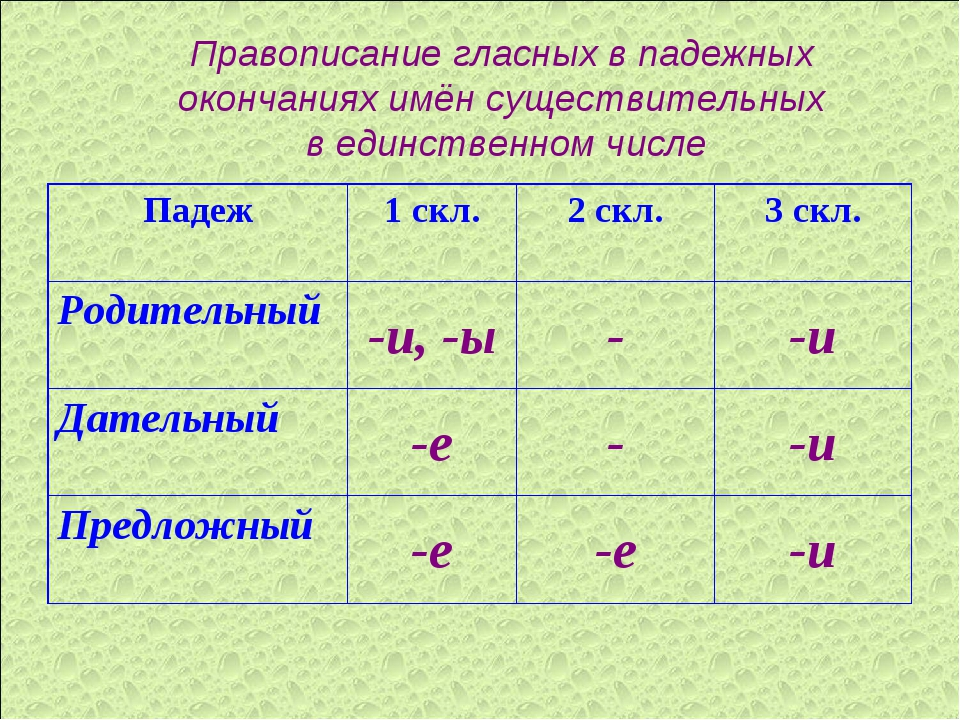 Правописание гласных в падежных
окончаниях имён существительных
в единственном числе
Падеж 1 скл. 2 скл. 3 скл.
Родительный -и, -ы - -и
Дательный -е - -и
Предложный -е -е -и